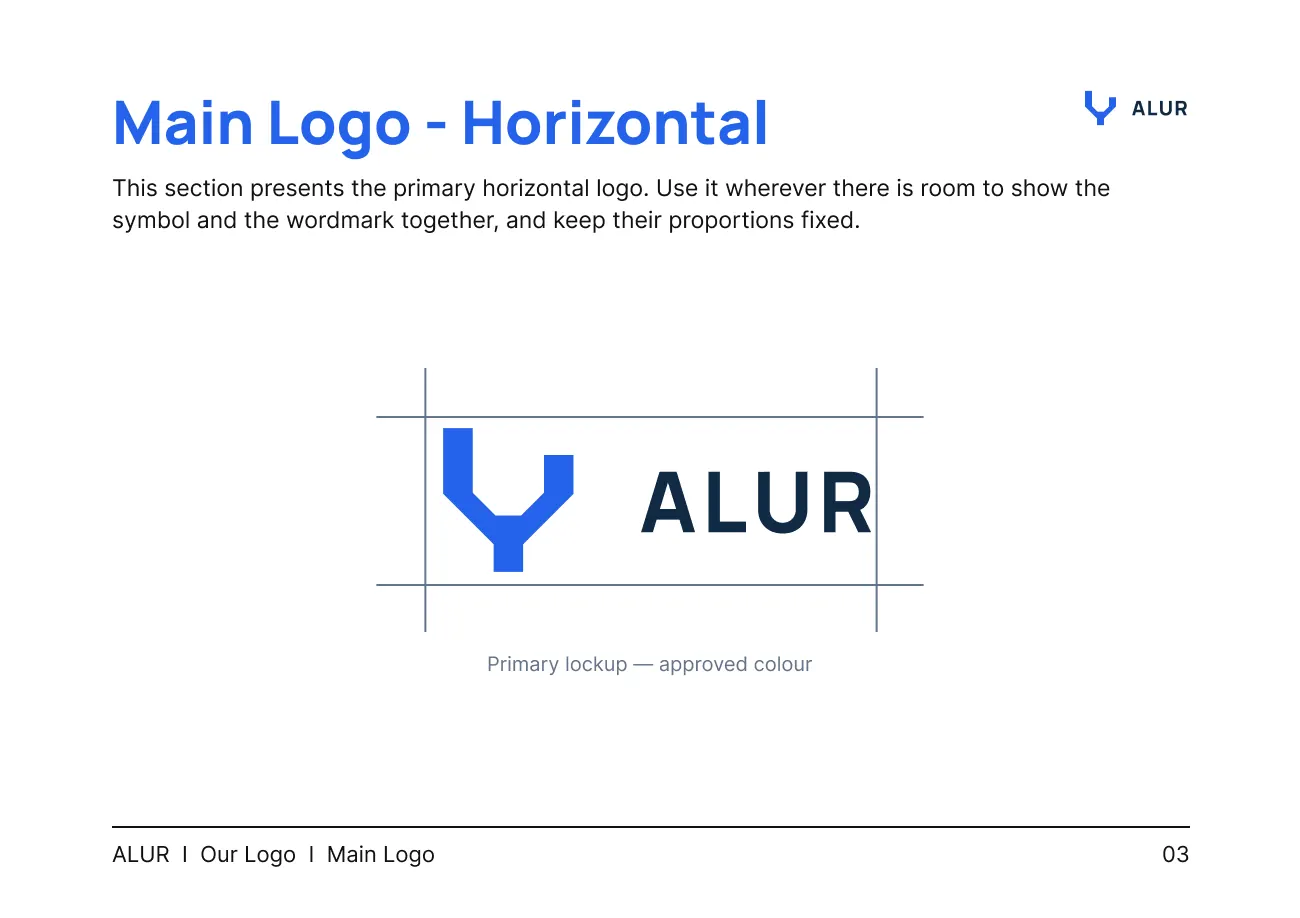 Main Logo - Horizontal
ALUR
This section presents the primary horizontal logo. Use it wherever there is room to show the
symbol and the wordmark together, and keep their proportions fixed.
ALUR
Primary lockup — approved colour
ALUR I Our Logo I Main Logo
03